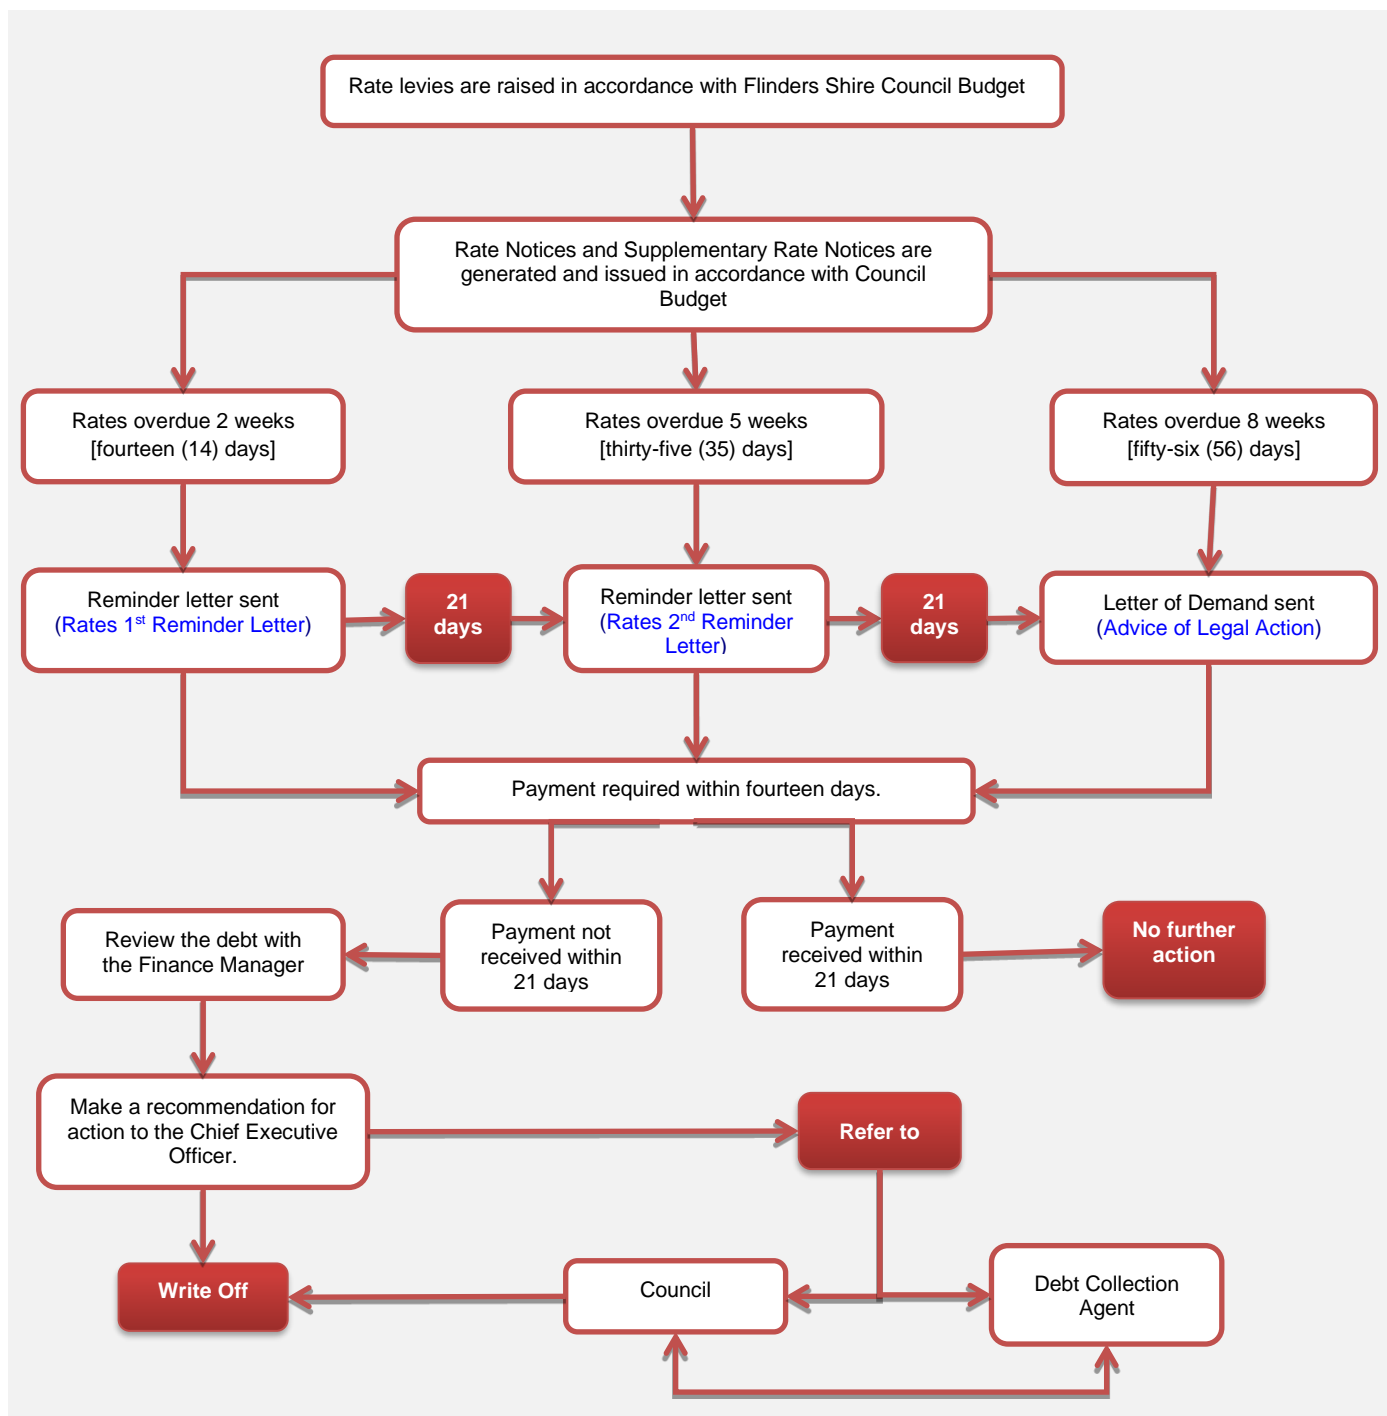 Rate levies are raised in accordance with Flinders Shire Council Budget
Rate Notices and Supplementary Rate Notices are
generated and issued in accordance with Council
Budget
Rates overdue 2 weeks
[fourteen (14) days]
Rates overdue 5 weeks
[thirty-five (35) days]
Rates overdue 8 weeks
[fifty-six (56) days]
Reminder letter sent
(Rates 1st Reminder Letter)
21
days
Reminder letter sent
(Rates 2nd Reminder
Letter)
21
days
Letter of Demand sent
(Advice of Legal Action)
Payment required within fourteen days.
Review the debt with
the Finance Manager
Payment not
received within
21 days
Payment
received within
21 days
No further
action
Make a recommendation for
action to the Chief Executive
Officer.
Refer to
Write Off
Council
Debt Collection
Agent